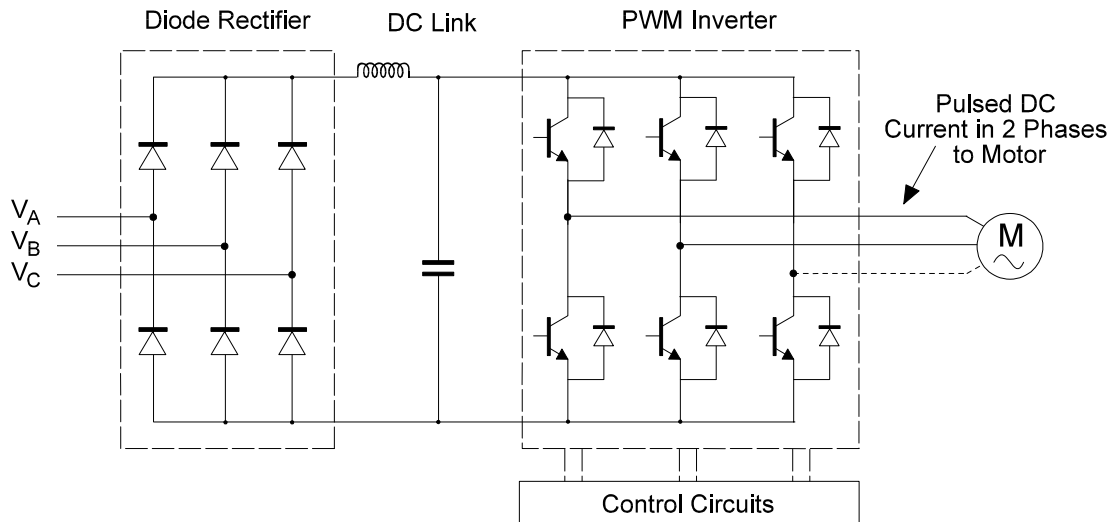 Diode Rectifier
DC Link
PWM Inverter
Pulsed DC
Current in 2 Phases
to Motor
VA
VB
VC
M
Control Circuits